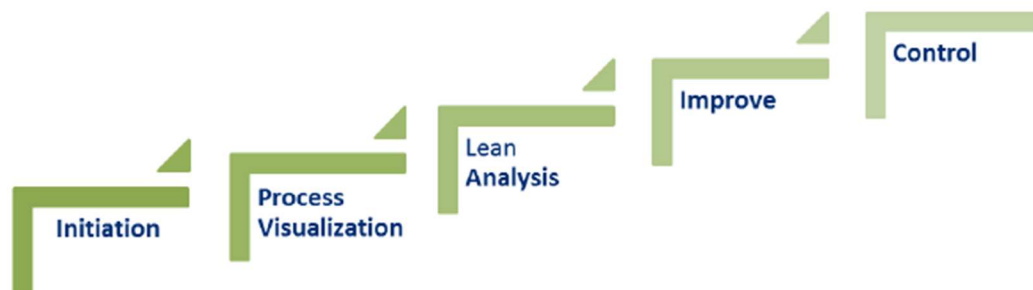 Initiation
Process
Visualization
Lean
Analysis
Improve
Control